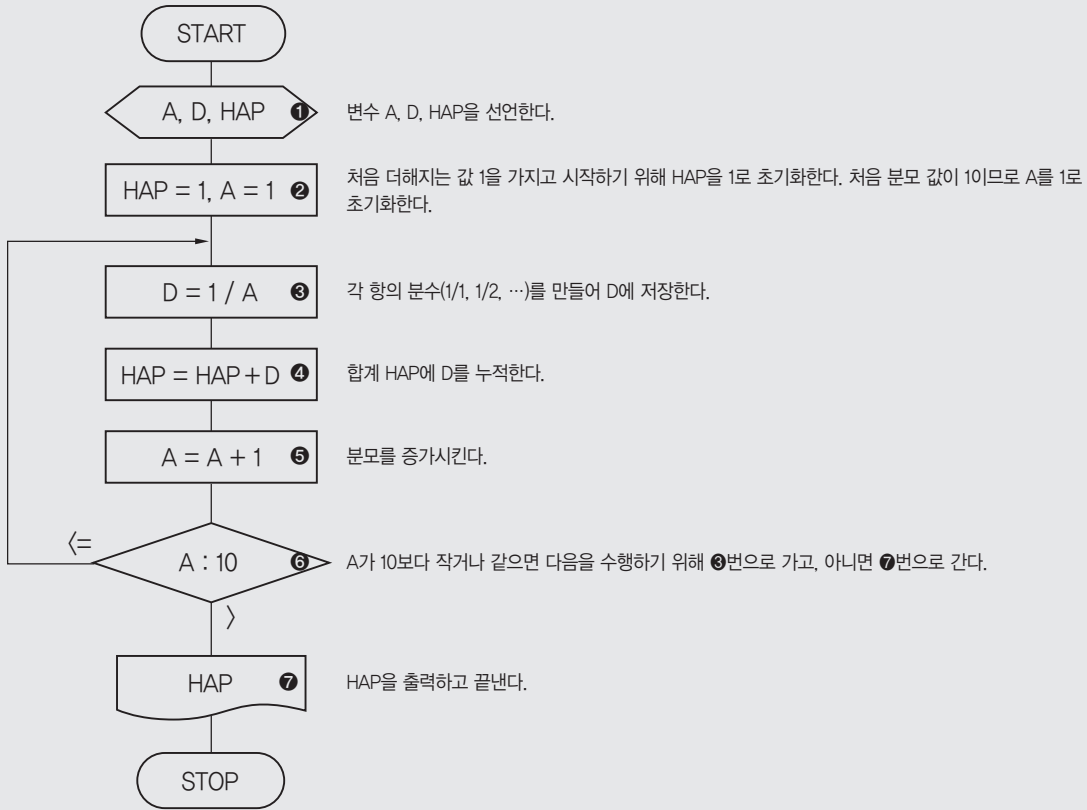 START
A, D, HAP ❶
변수 A, D, HAP을 선언한다.
HAP = 1, A = 1 ❷
처음 더해지는 값 1을 가지고 시작하기 위해 HAP을 1로 초기화한다. 처음 분모 값이 1이므로 A를 1로
초기화한다.
D = 1 / A ❸
각 항의 분수(1/1, 1/2, …)를 만들어 D에 저장한다.
HAP = HAP + D ❹
합계 HAP에 D를 누적한다.
A = A + 1 ❺
분모를 증가시킨다.
<=
A : 10 ❻
A가 10보다 작거나 같으면 다음을 수행하기 위해 ❸번으로 가고, 아니면 ❼번으로 간다.
>
HAP ❼
HAP을 출력하고 끝낸다.
STOP